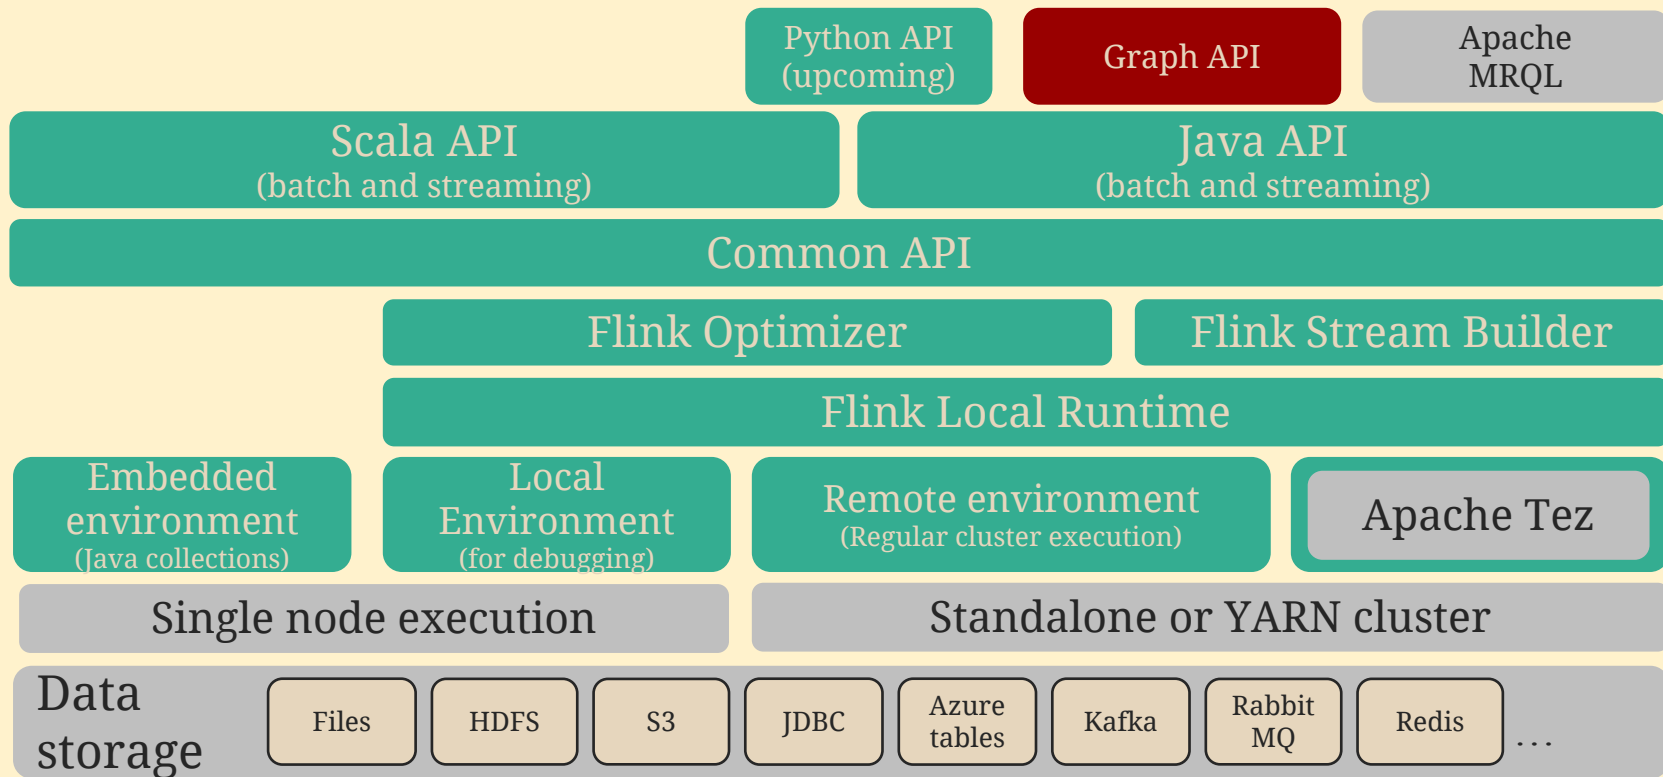 Python API
(upcoming)
Graph API
Apache
MRQL
Scala API
(batch and streaming)
Java API
(batch and streaming)
Common API
Flink Optimizer
Flink Stream Builder
Flink Local Runtime
Embedded
environment
(Java collections)
Local
Environment
(for debugging)
Remote environment
(Regular cluster execution)
Apache Tez
Single node execution
Standalone or YARN cluster
Data
storage
Files
HDFS
S3
JDBC
Azure
tables
Kafka
Rabbit
MQ
Redis
...